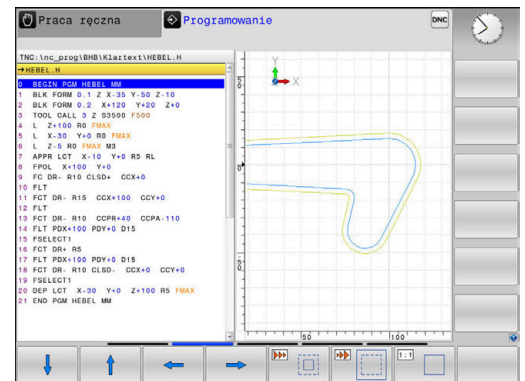 Praca ręczna
Programowanie
DNC
TNC:\nc_prog\BHB\Klartext\HEBEL.H
→HEBEL.H
0 BEGIN PGM HEBEL MM
1 BLK FORM 0.1 Z X-35 Y-50 Z-10
2 BLK FORM 0.2 X+120 Y+20 Z+0
3 TOOL CALL 3 Z S3500 F500
4 L Z+100 R0 FMAX
5 L X-30 Y+0 R0 FMAX
6 L Z-5 R0 FMAX M3
7 APPR LCT X-10 Y+0 R5 RL
8 FPOL X+100 Y+0
9 FC DR- R10 CLSD+ CCX+0
10 FLT
11 FCT DR- R15 CCX+100 CCY+0
12 FLT
13 FCT DR- R10 CCPR+40 CCPA-110
14 FLT PDX+100 PDY+0 D15
15 FSELECT1
16 FCT DR+ R5
17 FLT PDX+100 PDY+0 D15
18 FCT DR- R10 CLSD- CCX+0 CCY+0
19 FSELECT1
20 DEP LCT X-30 Y+0 Z+100 R5 FMAX
21 END PGM HEBEL MM
Y
X
0
50
100
1:1